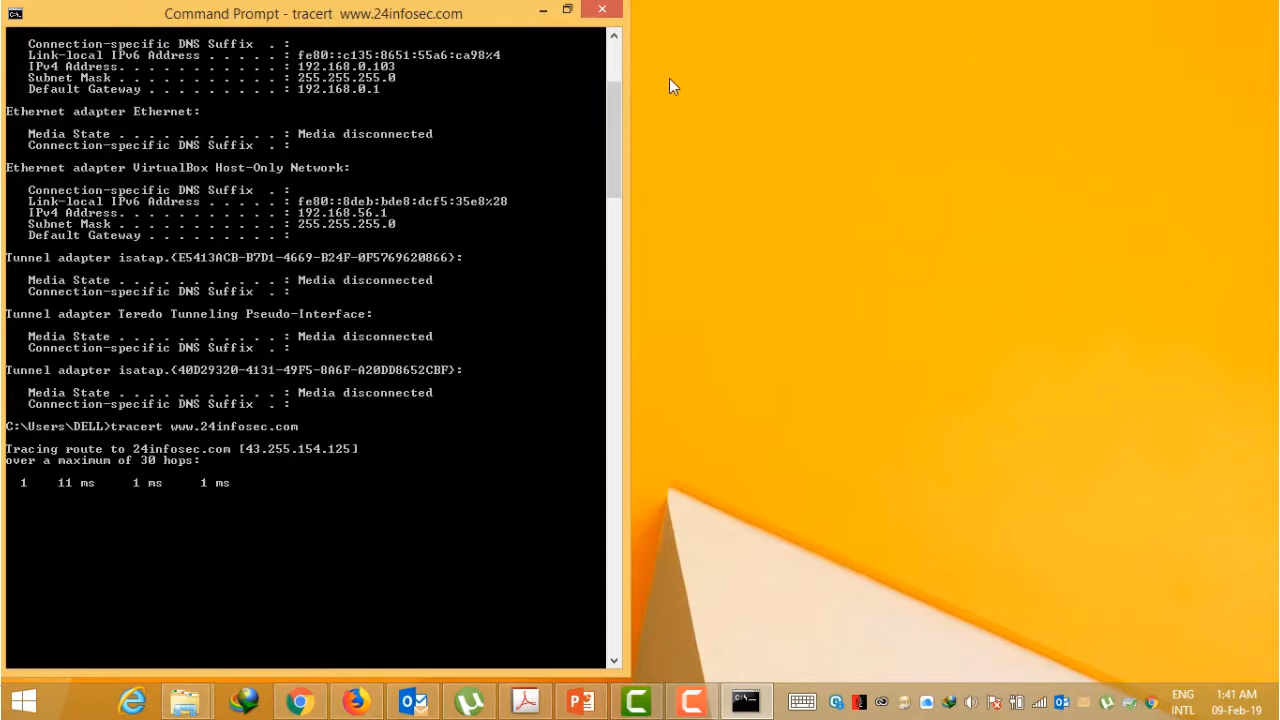 Command Prompt - tracert  www.24infosec.com
Connection-specific DNS Suffix  . :
Link-local IPv6 Address . . . . . : fe80::c135:8651:55a6:ca98%4
IPv4 Address. . . . . . . . . . . : 192.168.0.103
Subnet Mask . . . . . . . . . . . : 255.255.255.0
Default Gateway . . . . . . . . . : 192.168.0.1
Ethernet adapter Ethernet:
Media State . . . . . . . . . . . : Media disconnected
Connection-specific DNS Suffix  . :
Ethernet adapter VirtualBox Host-Only Network:
Connection-specific DNS Suffix  . :
Link-local IPv6 Address . . . . . : fe80::8deb:bde8:dcf5:35e8%28
IPv4 Address. . . . . . . . . . . : 192.168.56.1
Subnet Mask . . . . . . . . . . . : 255.255.255.0
Default Gateway . . . . . . . . . :
Tunnel adapter isatap.{E5413ACB-B7D1-4669-B24F-0F5769620866}:
Media State . . . . . . . . . . . : Media disconnected
Connection-specific DNS Suffix  . :
Tunnel adapter Teredo Tunneling Pseudo-Interface:
Media State . . . . . . . . . . . : Media disconnected
Connection-specific DNS Suffix  . :
Tunnel adapter isatap.{40D29320-4131-49F5-8A6F-A20DD8652CBF}:
Media State . . . . . . . . . . . : Media disconnected
Connection-specific DNS Suffix  . :
C:\Users\DELL>tracert www.24infosec.com
Tracing route to 24infosec.com [43.255.154.125]
over a maximum of 30 hops:
1    11 ms     1 ms     1 ms
ENG 1:41 AM
INTL 09-Feb-19